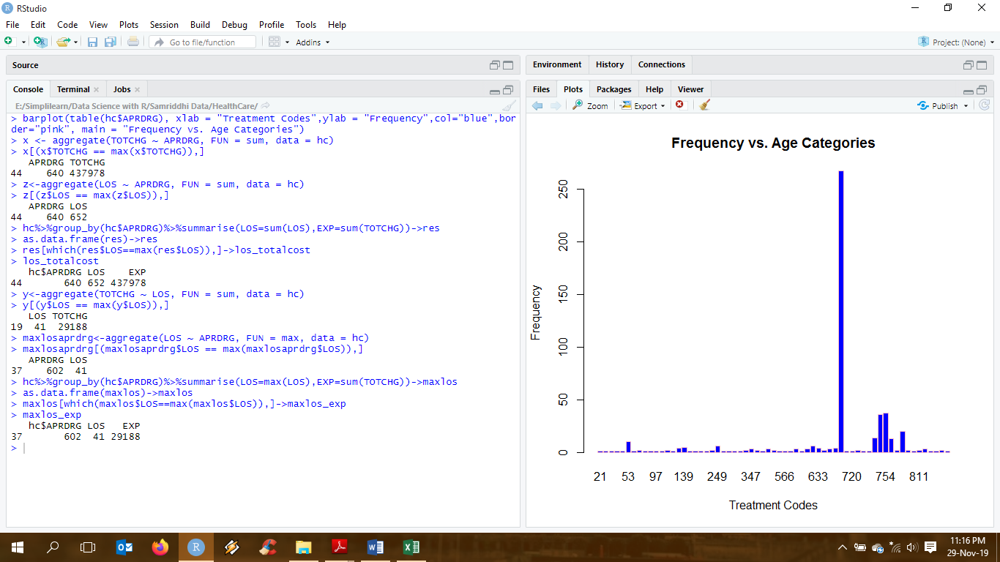 RStudio
File Edit Code View Plots Session Build Debug Profile Tools Help
Go to file/function Addins Project: (None)
Source
Console Terminal Jobs
E:/Simplilearn/Data Science with R/Samriddhi Data/HealthCare/
> barplot(table(hc$APRDRG), xlab = "Treatment Codes",ylab = "Frequency",col="blue",bor
der="pink", main = "Frequency vs. Age Categories")
> x <- aggregate(TOTCHG ~ APRDRG, FUN = sum, data = hc)
> x[(x$TOTCHG == max(x$TOTCHG)),]
APRDRG TOTCHG
44 640 437978
> z<-aggregate(LOS ~ APRDRG, FUN = sum, data = hc)
> z[(z$LOS == max(z$LOS)),]
APRDRG LOS
44 640 652
> hc%>%group_by(hc$APRDRG)%>%summarise(LOS=sum(LOS),EXP=sum(TOTCHG))->res
> as.data.frame(res)->res
> res[which(res$LOS==max(res$LOS)),]->los_totalcost
> los_totalcost
hc$APRDRG LOS EXP
44 640 652 437978
> y<-aggregate(TOTCHG ~ LOS, FUN = sum, data = hc)
> y[(y$LOS == max(y$LOS)),]
LOS TOTCHG
19 41 29188
> maxlosaprdrg<-aggregate(LOS ~ APRDRG, FUN = max, data = hc)
> maxlosaprdrg[(maxlosaprdrg$LOS == max(maxlosaprdrg$LOS)),]
APRDRG LOS
37 602 41
> hc%>%group_by(hc$APRDRG)%>%summarise(LOS=max(LOS),EXP=sum(TOTCHG))->maxlos
> as.data.frame(maxlos)->maxlos
> maxlos[which(maxlos$LOS==max(maxlos$LOS)),]->maxlos_exp
> maxlos_exp
hc$APRDRG LOS EXP
37 602 41 29188
>
Environment History Connections
Files Plots Packages Help Viewer
Zoom Export Publish
Frequency vs. Age Categories
Frequency
250
200
150
100
50
0
21 53 97 139 249 347 566 633 720 754 811
Treatment Codes
11:16 PM
29-Nov-19